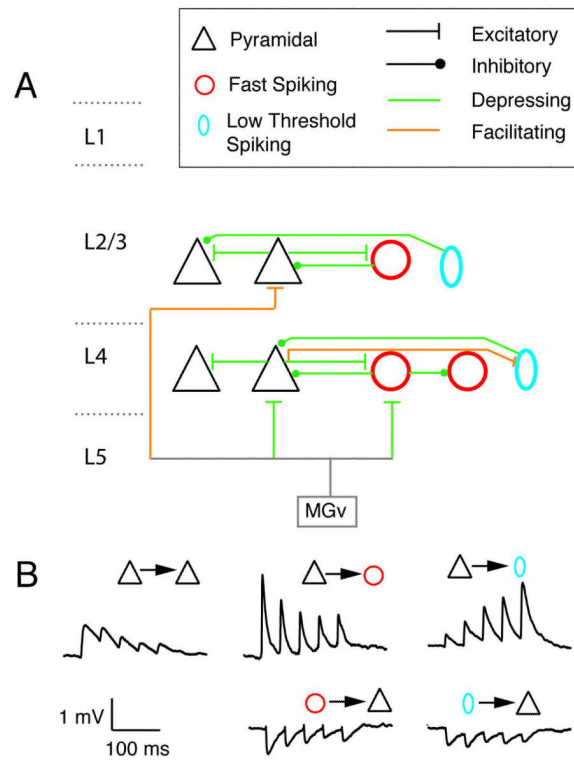 A
Pyramidal
Fast Spiking
Low Threshold
Spiking
Excitatory
Inhibitory
Depressing
Facilitating
L1
L2/3
L4
L5
MGv
B
1 mV
100 ms